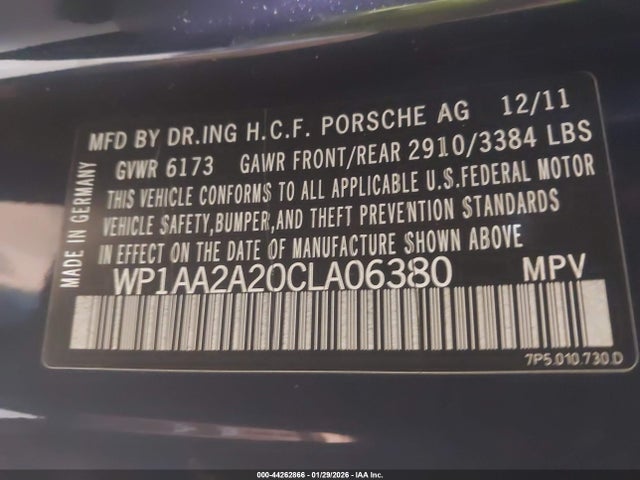 MFD BY DR.ING H.C.F. PORSCHE AG 12/11
GVWR 6173 GAWR FRONT/REAR 2910/3384 LBS
THIS VEHICLE CONFORMS TO ALL APPLICABLE U.S.FEDERAL MOTOR
VEHICLE SAFETY,BUMPER,AND THEFT PREVENTION STANDARDS
IN EFFECT ON THE DATE OF MANUFACTURE SHOWN ABOVE
WP1AA2A20CLA06380 MPV
MADE IN GERMANY
7P5.010.730.D
000-44262866 - 01/29/2026 - © IAA Inc.